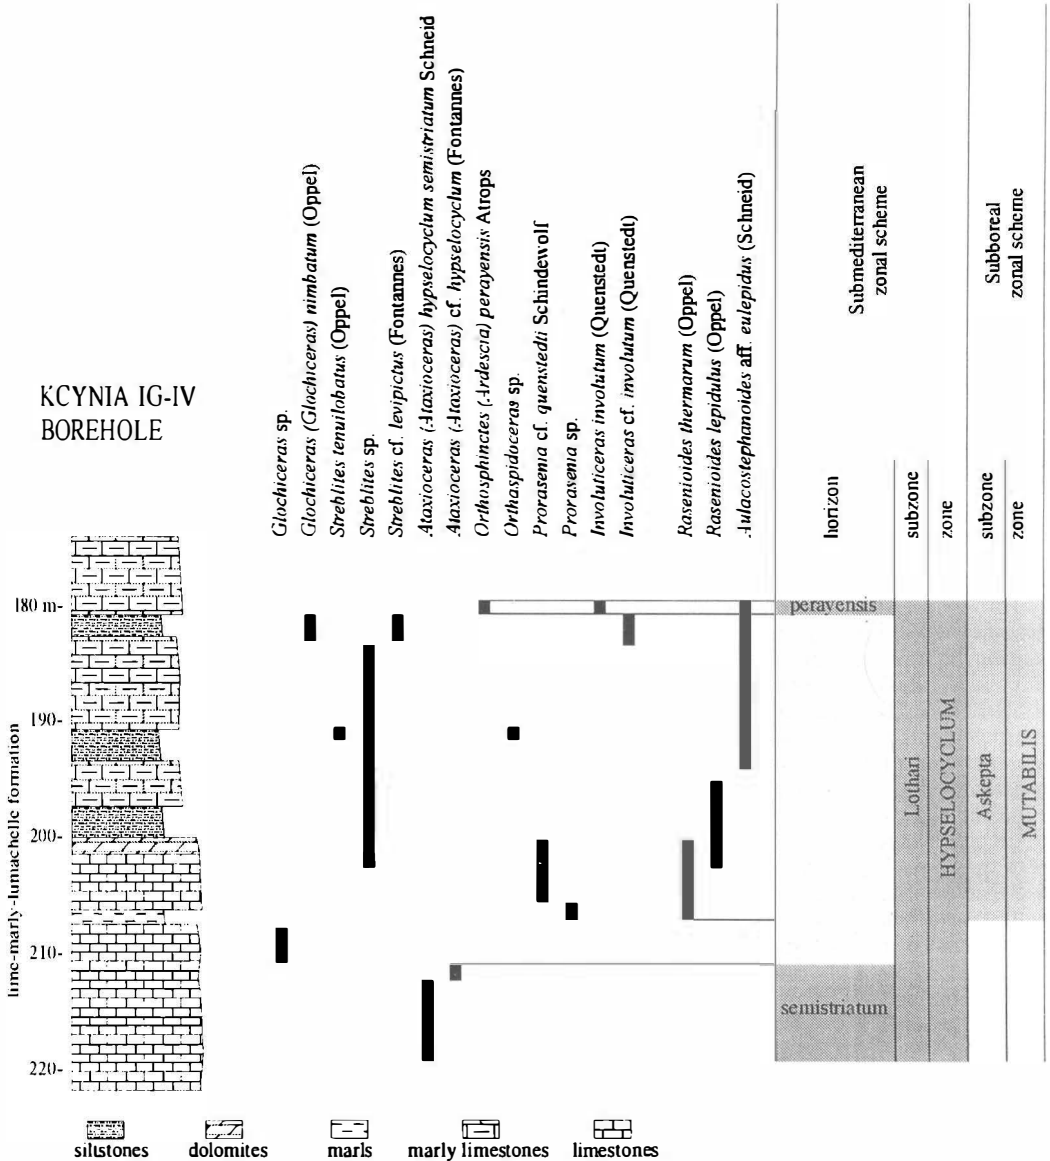 KCYNIA IG-IV
BOREHOLE
Glochiceras sp.
Glochiceras (Glochiceras) nimbatum (Oppel)
Streblites tenuilobatus (Oppel)
Streblites sp.
Streblites cf. levipictus (Fontannes)
Ataxioceras (Ataxioceras) hypselocyclum semistriatum Schneid
Ataxioceras (Ataxioceras) cf. hypselocyclum (Fontannes)
Orthosphinctes (Ardescia) perayensis Atrops
Orthaspidoceras sp.
Prorasenia cf. quenstedti Schindewolf
Prorasenia sp.
Involuticeras involutum (Quenstedt)
Involuticeras cf. involutum (Quenstedt)
Rasenioides thermarum (Oppel)
Rasenioides lepidulus (Oppel)
Aulacostephanoides aff. eulepidus (Schneid)
Submediterranean
zonal scheme
Subboreal
zonal scheme
horizon
subzone
zone
subzone
zone
180 m-
190-
200-
210-
220-
lime-marly-lumachelle formation
perayensis
semistriatum
Lothari
HYPSELOCYCLUM
Askepta
MUTABILIS
siltstones
dolomites
marls
marly limestones
limestones